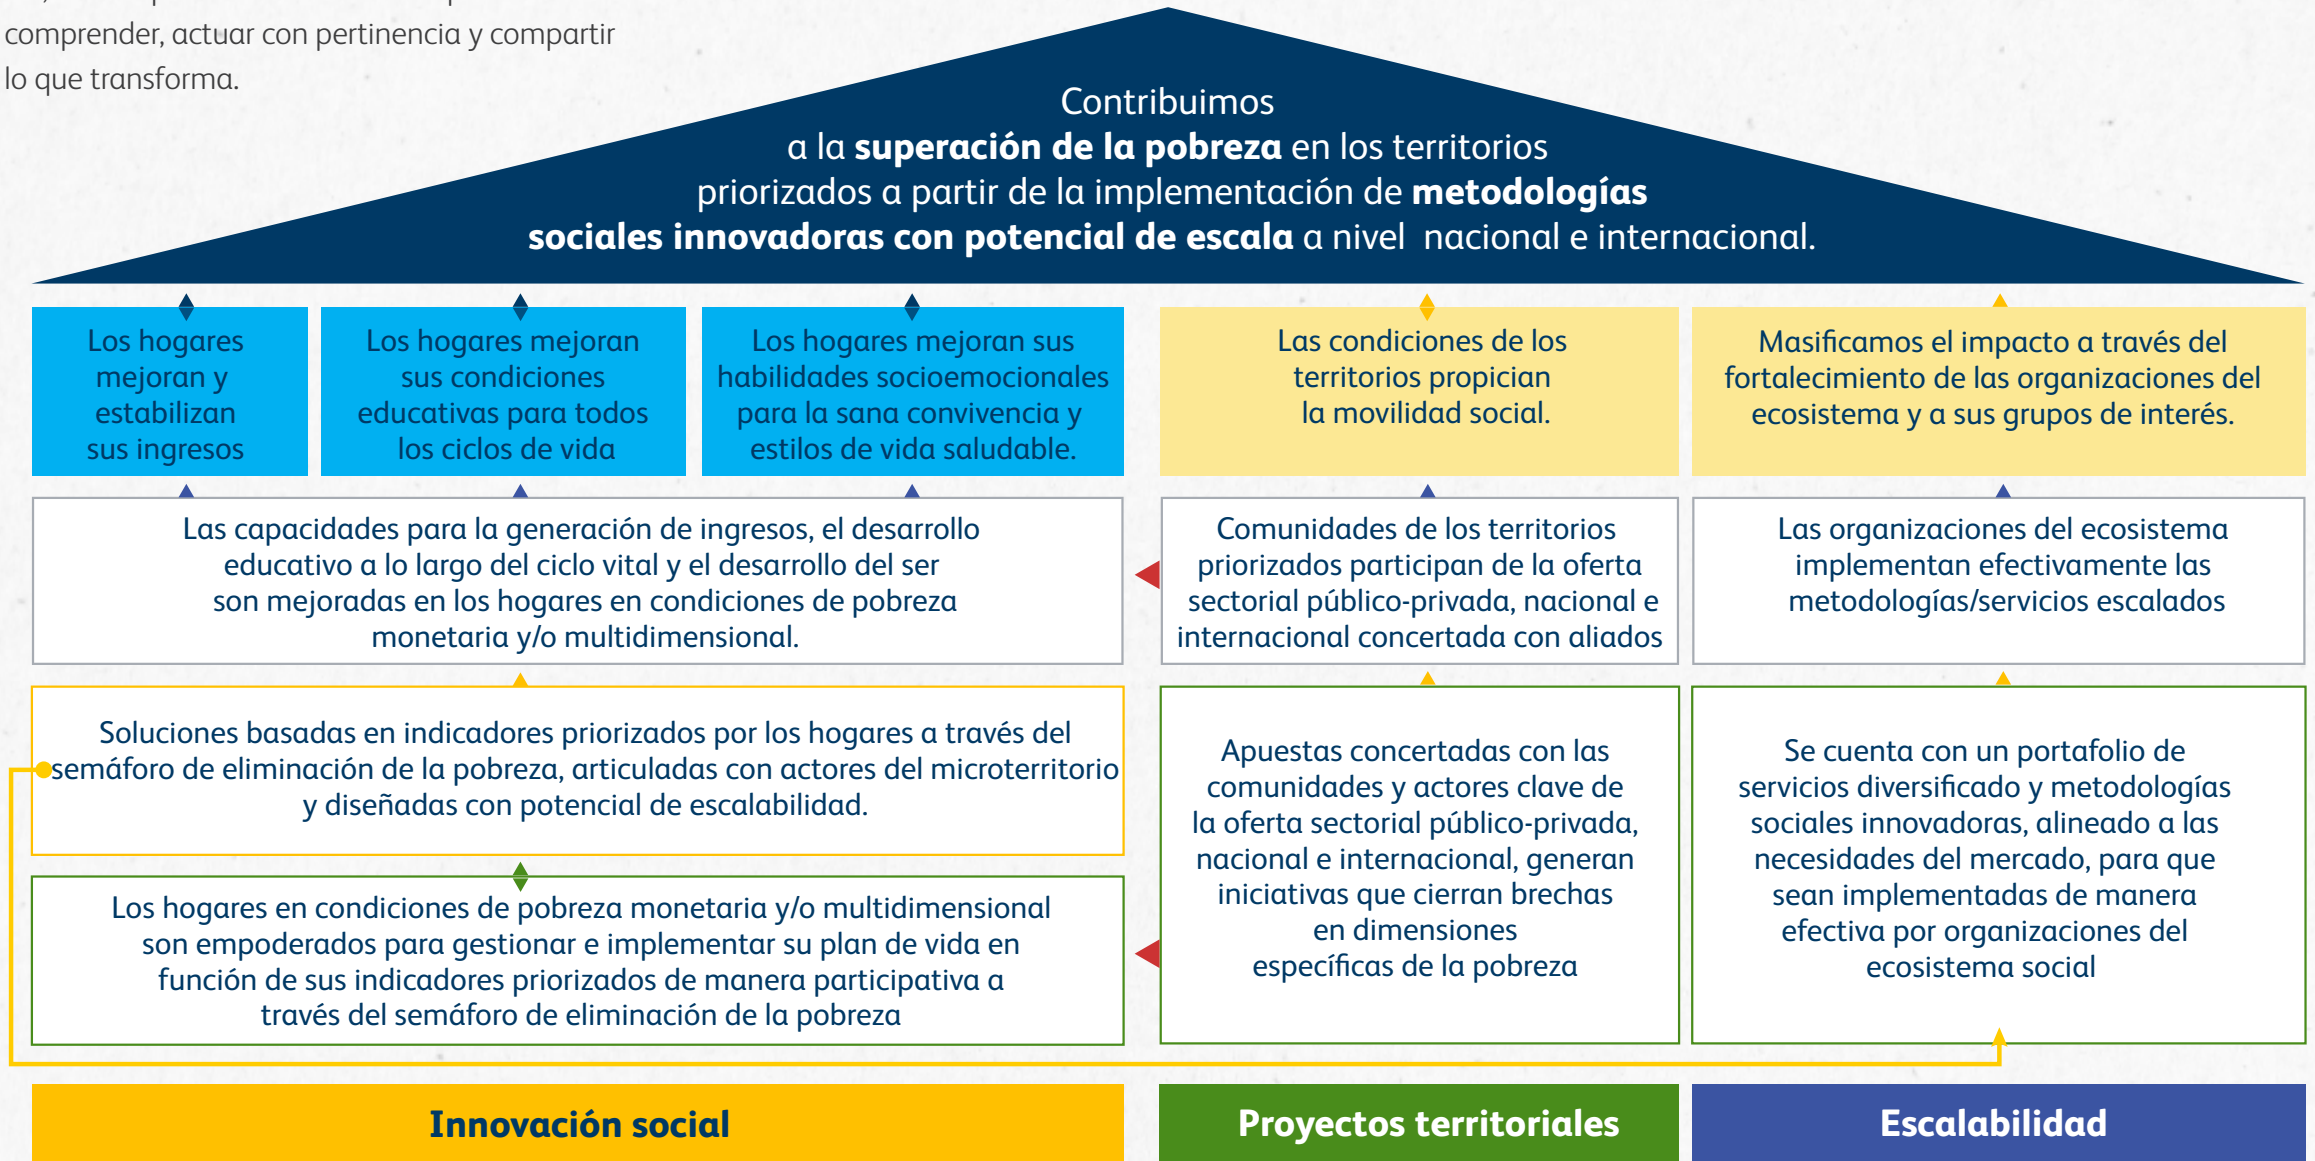 comprender, actuar con pertinencia y compartir
lo que transforma.
Contribuimos
a la superación de la pobreza en los territorios
priorizados a partir de la implementación de metodologías
sociales innovadoras con potencial de escala a nivel nacional e internacional.
Los hogares
mejoran y
estabilizan
sus ingresos
Los hogares mejoran
sus condiciones
educativas para todos
los ciclos de vida
Los hogares mejoran sus
habilidades socioemocionales
para la sana convivencia y
estilos de vida saludable.
Las condiciones de los
territorios propician
la movilidad social.
Masificamos el impacto a través del
fortalecimiento de las organizaciones del
ecosistema y a sus grupos de interés.
Las capacidades para la generación de ingresos, el desarrollo
educativo a lo largo del ciclo vital y el desarrollo del ser
son mejoradas en los hogares en condiciones de pobreza
monetaria y/o multidimensional.
Comunidades de los territorios
priorizados participan de la oferta
sectorial público-privada, nacional e
internacional concertada con aliados
Las organizaciones del ecosistema
implementan efectivamente las
metodologías/servicios escalados
Soluciones basadas en indicadores priorizados por los hogares a través del
semáforo de eliminación de la pobreza, articuladas con actores del microterritorio
y diseñadas con potencial de escalabilidad.
Los hogares en condiciones de pobreza monetaria y/o multidimensional
son empoderados para gestionar e implementar su plan de vida en
función de sus indicadores priorizados de manera participativa a
través del semáforo de eliminación de la pobreza
Apuestas concertadas con las
comunidades y actores clave de
la oferta sectorial público-privada,
nacional e internacional, generan
iniciativas que cierran brechas
en dimensiones
específicas de la pobreza
Se cuenta con un portafolio de
servicios diversificado y metodologías
sociales innovadoras, alineado a las
necesidades del mercado, para que
sean implementadas de manera
efectiva por organizaciones del
ecosistema social
Innovación social
Proyectos territoriales
Escalabilidad